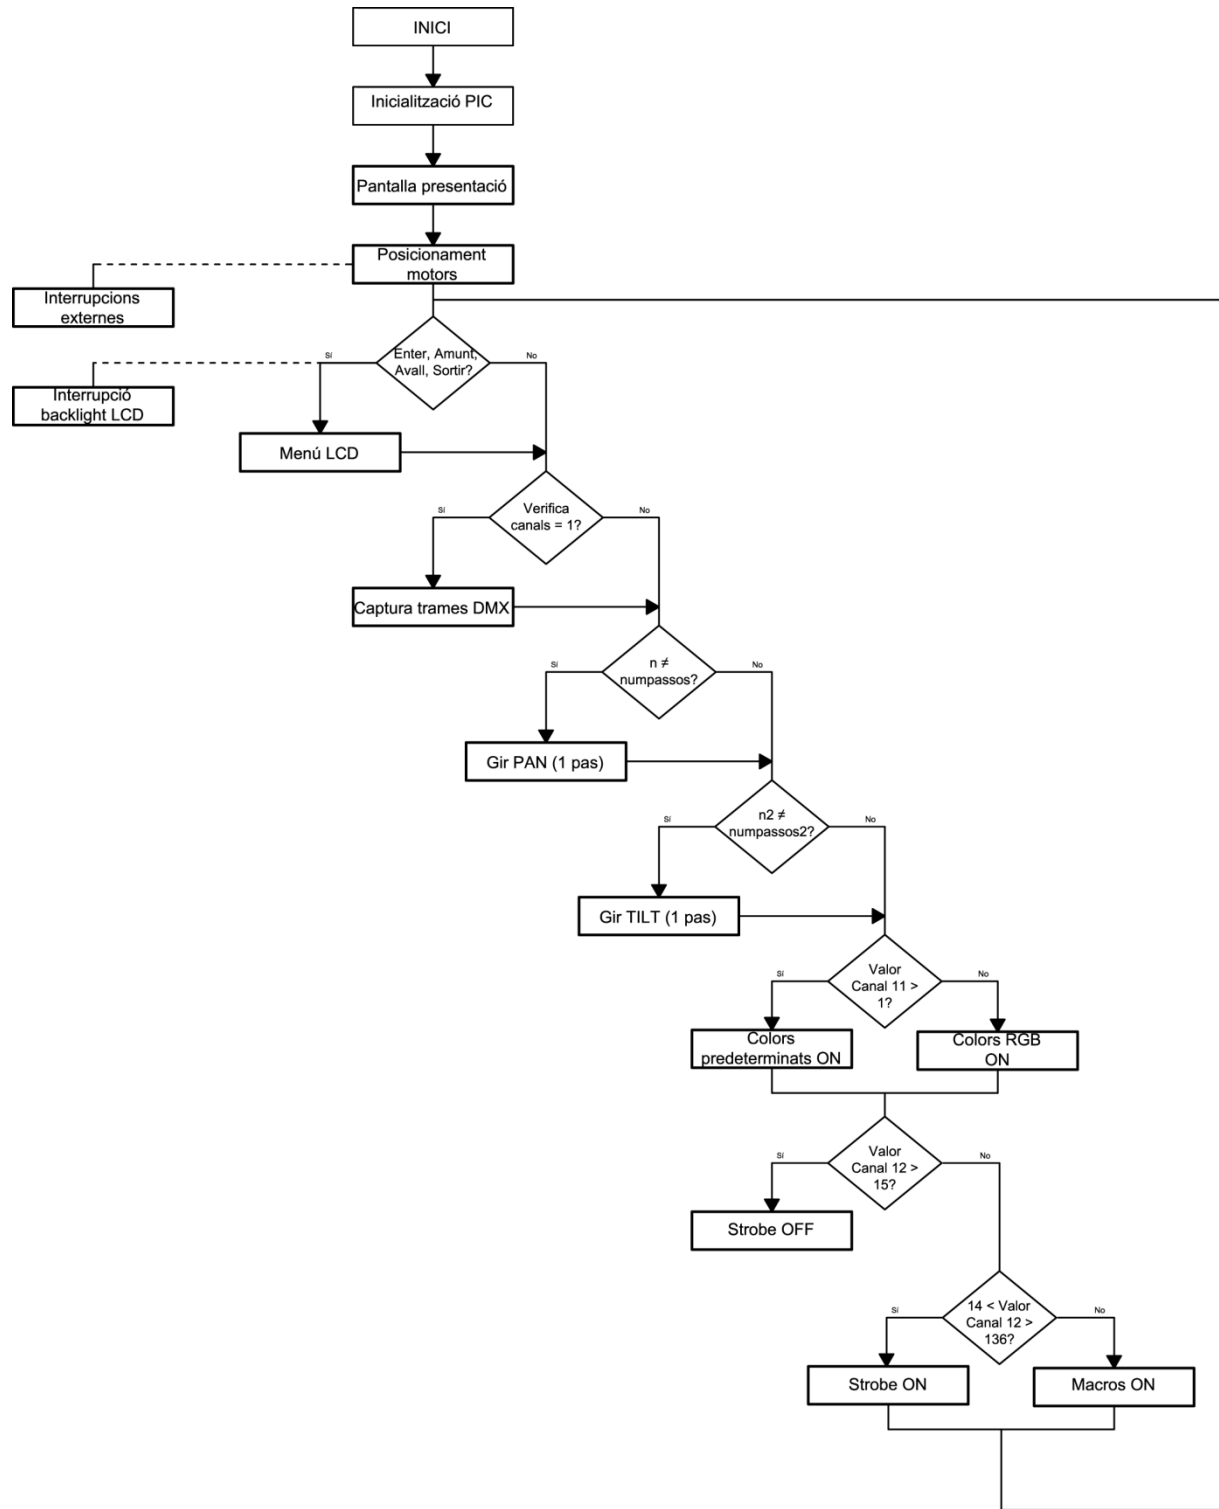 INICI
Inicialització PIC
Pantalla presentació
Posicionament
motors
Interrupcions
externes
Enter, Amunt,
Avall, Sortir?
Sí
No
Interrupció
backlight LCD
Menú LCD
Verifica
canals = 1?
Sí
No
Captura trames DMX
n ≠
numpassos?
Sí
No
Gir PAN (1 pas)
n2 ≠
numpassos2?
Sí
No
Gir TILT (1 pas)
Valor
Canal 11 >
1?
Sí
No
Colors
predeterminats ON
Colors RGB
ON
Valor
Canal 12 >
15?
Sí
No
Strobe OFF
14 < Valor
Canal 12 >
136?
Sí
No
Strobe ON
Macros ON